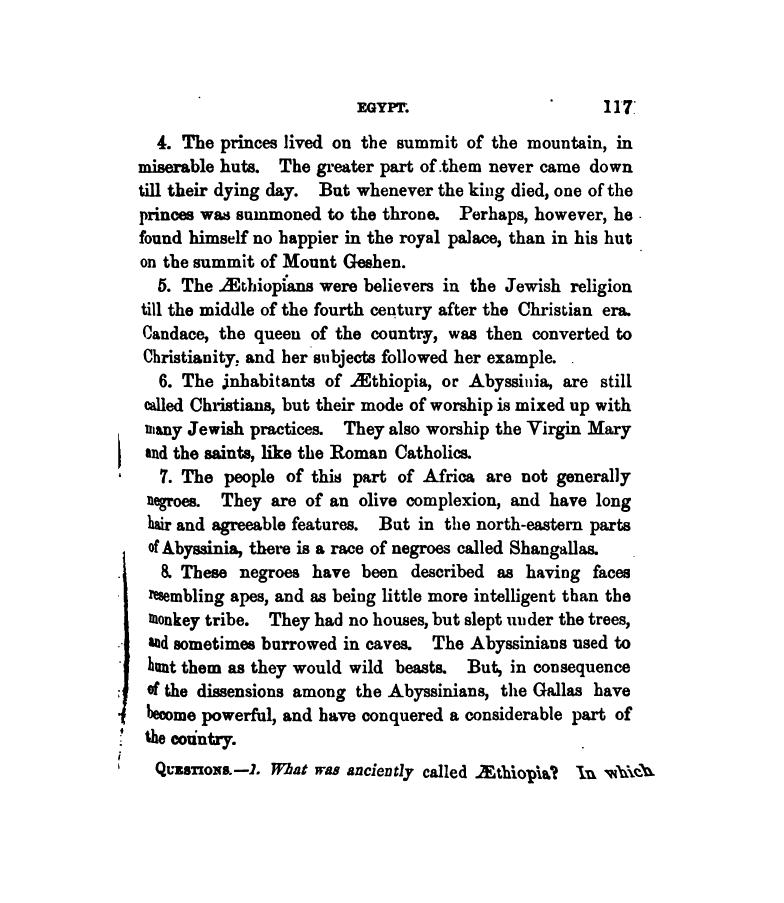 EGYPT. 117
4. The princes lived on the summit of the mountain, in
miserable huts. The greater part of them never came down
till their dying day. But whenever the king died, one of the
princes was summoned to the throne. Perhaps, however, he
found himself no happier in the royal palace, than in his hut
on the summit of Mount Geshen.
5. The Æthiopians were believers in the Jewish religion
till the middle of the fourth century after the Christian era.
Candace, the queen of the country, was then converted to
Christianity, and her subjects followed her example.
6. The inhabitants of Æthiopia, or Abyssinia, are still
called Christians, but their mode of worship is mixed up with
many Jewish practices. They also worship the Virgin Mary
and the saints, like the Roman Catholics.
7. The people of this part of Africa are not generally
negroes. They are of an olive complexion, and have long
hair and agreeable features. But in the north-eastern parts
of Abyssinia, there is a race of negroes called Shangallas.
8. These negroes have been described as having faces
resembling apes, and as being little more intelligent than the
monkey tribe. They had no houses, but slept under the trees,
and sometimes burrowed in caves. The Abyssinians used to
hunt them as they would wild beasts. But, in consequence
of the dissensions among the Abyssinians, the Gallas have
become powerful, and have conquered a considerable part of
the country.
QUESTIONS.—1. What was anciently called Æthiopia? In which